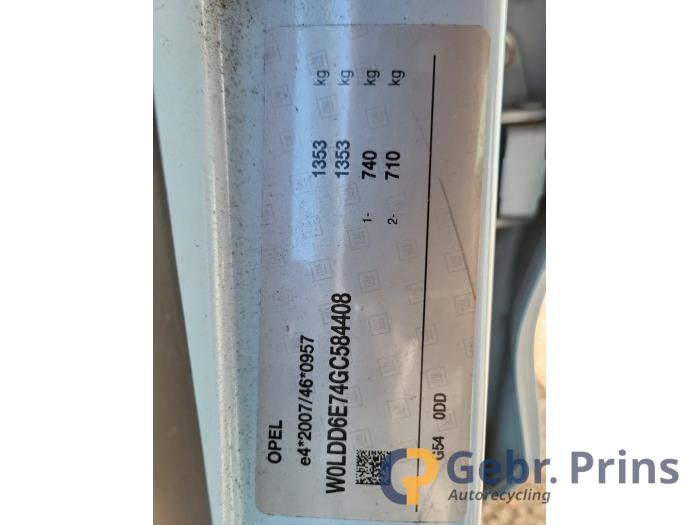 OPEL
e4*2007/46*0957
W0LDD6E74GC584408
1353 kg
1353 kg
1- 740 kg
2- 710 kg
G54 0DD
Gebr. Prins
Autorecycling